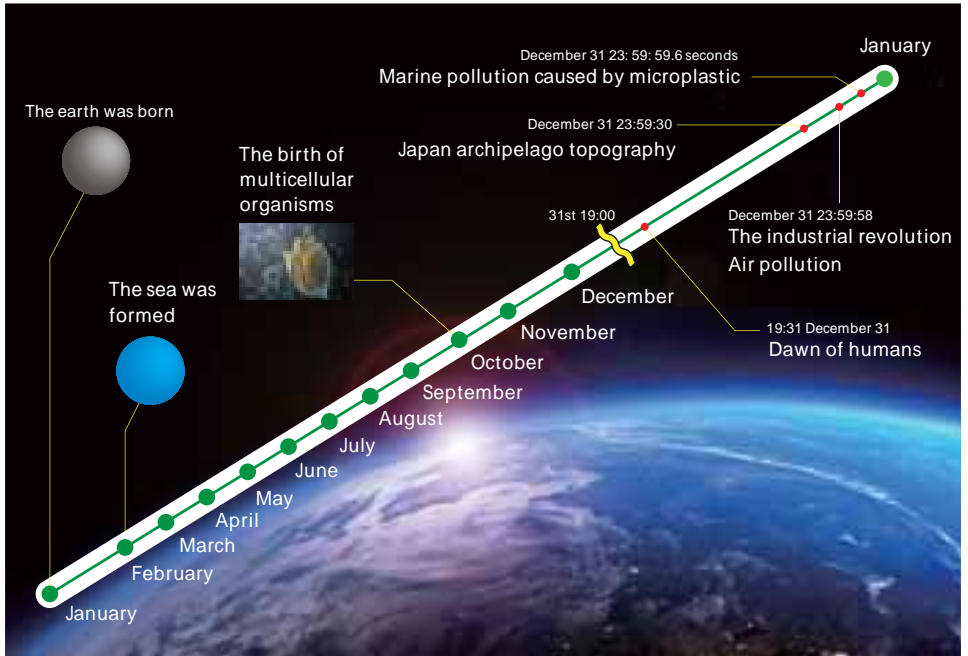 January
December 31 23: 59: 59.6 seconds
Marine pollution caused by microplastic
The earth was born
December 31 23:59:30
Japan archipelago topography
The birth of
multicellular
organisms
31st 19:00
December 31 23:59:58
The industrial revolution
Air pollution
The sea was
formed
December
November
19:31 December 31
Dawn of humans
October
September
August
July
June
May
April
March
February
January